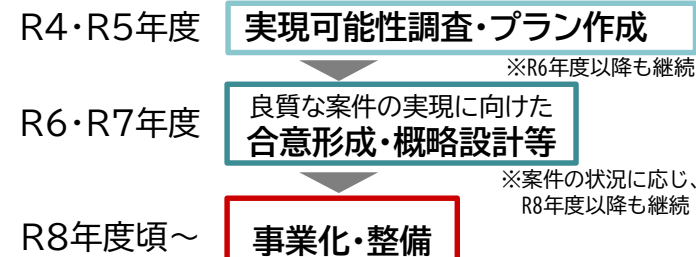 R4・R5年度
実現可能性調査・プラン作成
※R6年度以降も継続
R6・R7年度
良質な案件の実現に向けた
合意形成・概略設計等
※案件の状況に応じ、
R8年度以降も継続
R8年度頃～
事業化・整備